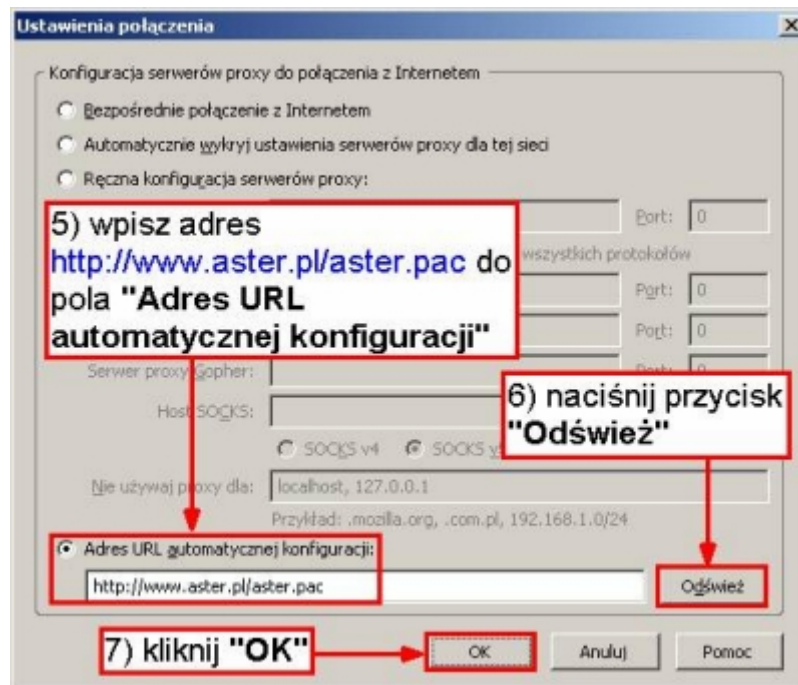 Ustawienia połączenia
Konfiguracja serwerów proxy do połączenia z Internetem
Bezpośrednie połączenie z Internetem
Automatycznie wykryj ustawienia serwerów proxy dla tej sieci
Ręczna konfiguracja serwerów proxy:
5) wpisz adres
http://www.aster.pl/aster.pac do
pola "Adres URL
automatycznej konfiguracji"
Port: 0
wszystkich protokołów
Port: 0
Port: 0
Serwer proxy Gopher:
Port: 0
6) naciśnij przycisk
"Odśwież"
Host SOCKS:
SOCKS v4 SOCKS v5
Nie używaj proxy dla: localhost, 127.0.0.1
Przykład: .mozilla.org, .com.pl, 192.168.1.0/24
Adres URL automatycznej konfiguracji:
http://www.aster.pl/aster.pac Odśwież
7) kliknij "OK" OK Anuluj Pomoc